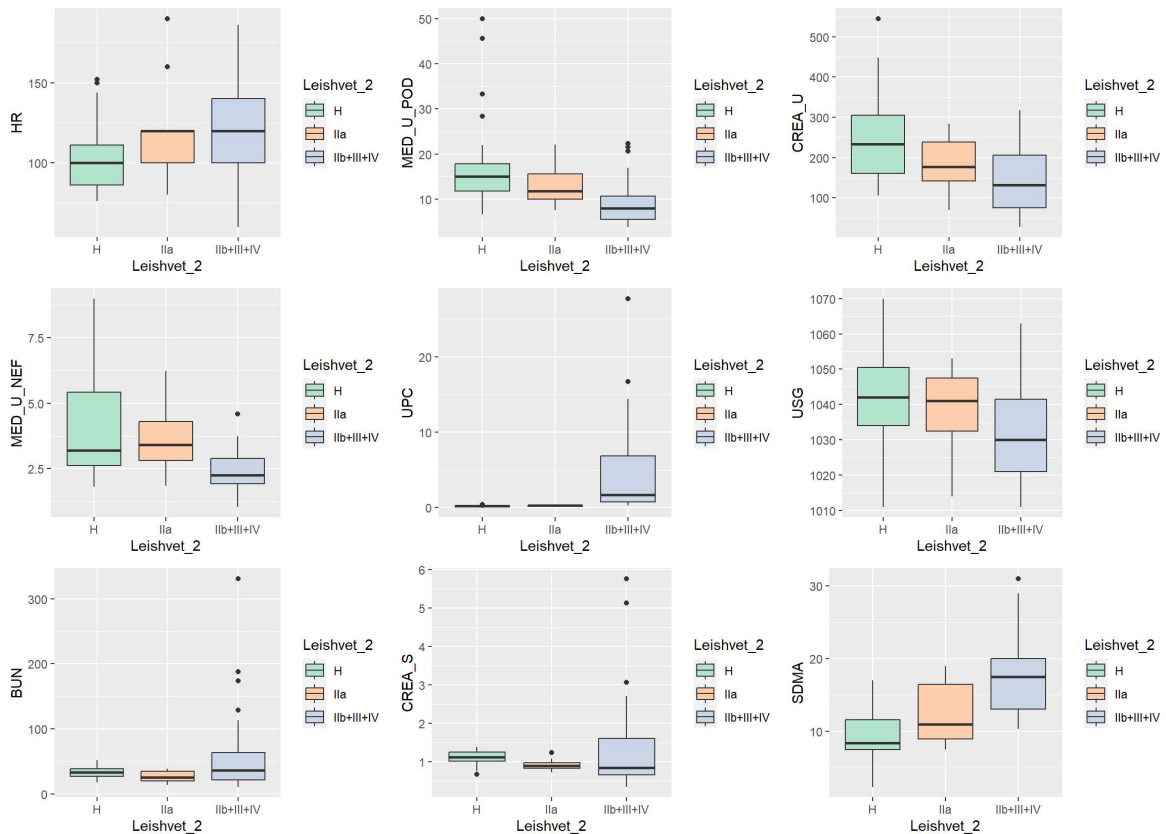 HR
150
100
H
IIa
IIb+III+IV
Leishvet_2
Leishvet_2
H
IIa
IIb+III+IV
MED_U_POD
50
40
30
20
10
H
IIa
IIb+III+IV
Leishvet_2
Leishvet_2
H
IIa
IIb+III+IV
CREA_U
500
400
300
200
100
H
IIa
IIb+III+IV
Leishvet_2
Leishvet_2
H
IIa
IIb+III+IV
MED_U_NEF
7.5
5.0
2.5
H
IIa
IIb+III+IV
Leishvet_2
Leishvet_2
H
IIa
IIb+III+IV
UPC
20
10
0
H
IIa
IIb+III+IV
Leishvet_2
Leishvet_2
H
IIa
IIb+III+IV
USG
1070
1060
1050
1040
1030
1020
1010
H
IIa
IIb+III+IV
Leishvet_2
Leishvet_2
H
IIa
IIb+III+IV
BUN
300
200
100
0
H
IIa
IIb+III+IV
Leishvet_2
Leishvet_2
H
IIa
IIb+III+IV
CREA_S
6
5
4
3
2
1
H
IIa
IIb+III+IV
Leishvet_2
Leishvet_2
H
IIa
IIb+III+IV
SDMA
30
20
10
H
IIa
IIb+III+IV
Leishvet_2
Leishvet_2
H
IIa
IIb+III+IV